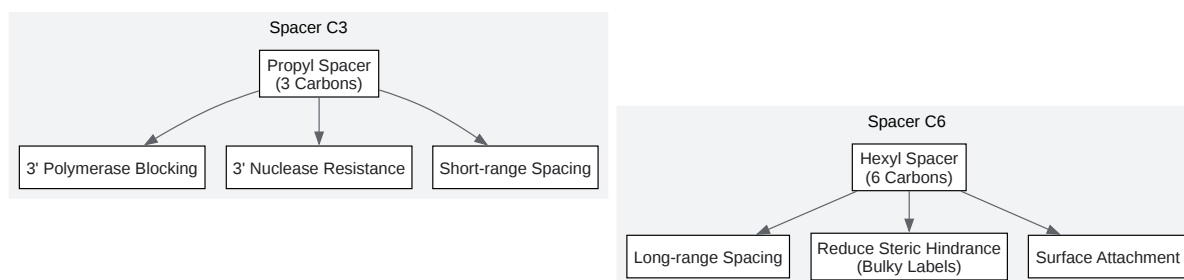 Spacer C3
Propyl Spacer
(3 Carbons)
3' Polymerase Blocking
3' Nuclease Resistance
Short-range Spacing
Spacer C6
Hexyl Spacer
(6 Carbons)
Long-range Spacing
Reduce Steric Hindrance
(Bulky Labels)
Surface Attachment